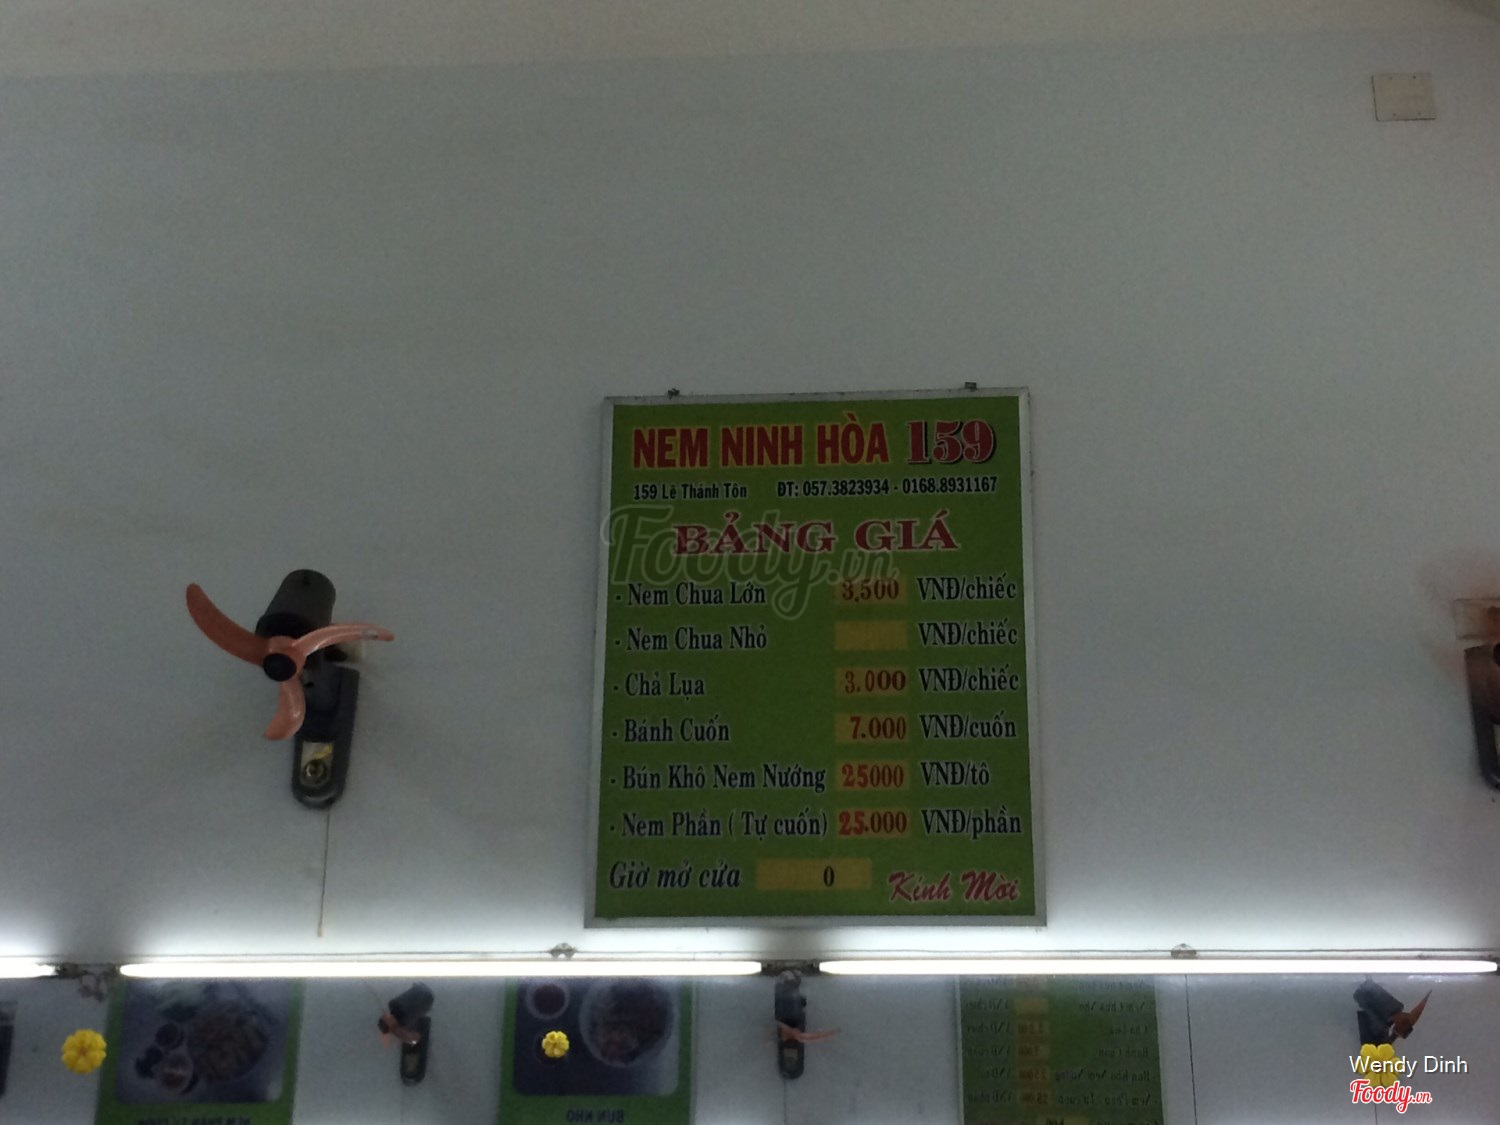 NEM NINH HÒA 159
159 Lê Thánh Tôn ĐT: 057.3823934 - 0168.8931167
BẢNG GIÁ
- Nem Chua Lớn 3,500 VNĐ/chiếc
- Nem Chua Nhỏ VNĐ/chiếc
- Chả Lụa 3.000 VNĐ/chiếc
- Bánh Cuốn 7.000 VNĐ/cuốn
- Bún Khô Nem Nướng 25000 VNĐ/tô
- Nem Phần ( Tự cuốn) 25.000 VNĐ/phần
Giờ mở cửa 0 Kính Mời
Foody.vn
BÚN KHÔ
Wendy Dinh
Foody.vn